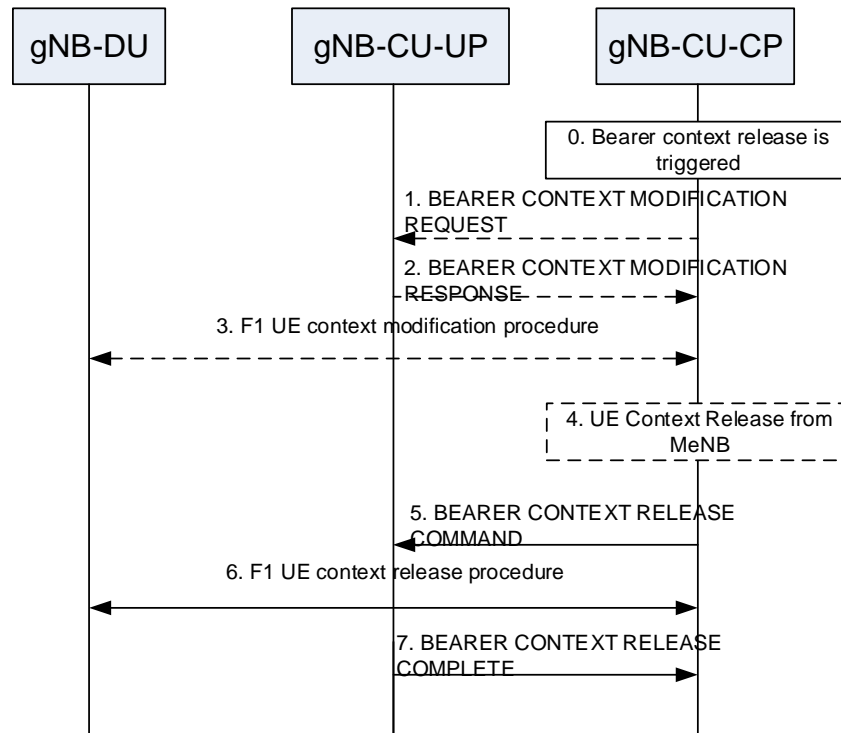 gNB-DU
gNB-CU-UP
gNB-CU-CP
0. Bearer context release is
triggered
1. BEARER CONTEXT MODIFICATION
REQUEST
2. BEARER CONTEXT MODIFICATION
RESPONSE
3. F1 UE context modification procedure
4. UE Context Release from
MeNB
5. BEARER CONTEXT RELEASE
COMMAND
6. F1 UE context release procedure
7. BEARER CONTEXT RELEASE
COMPLETE